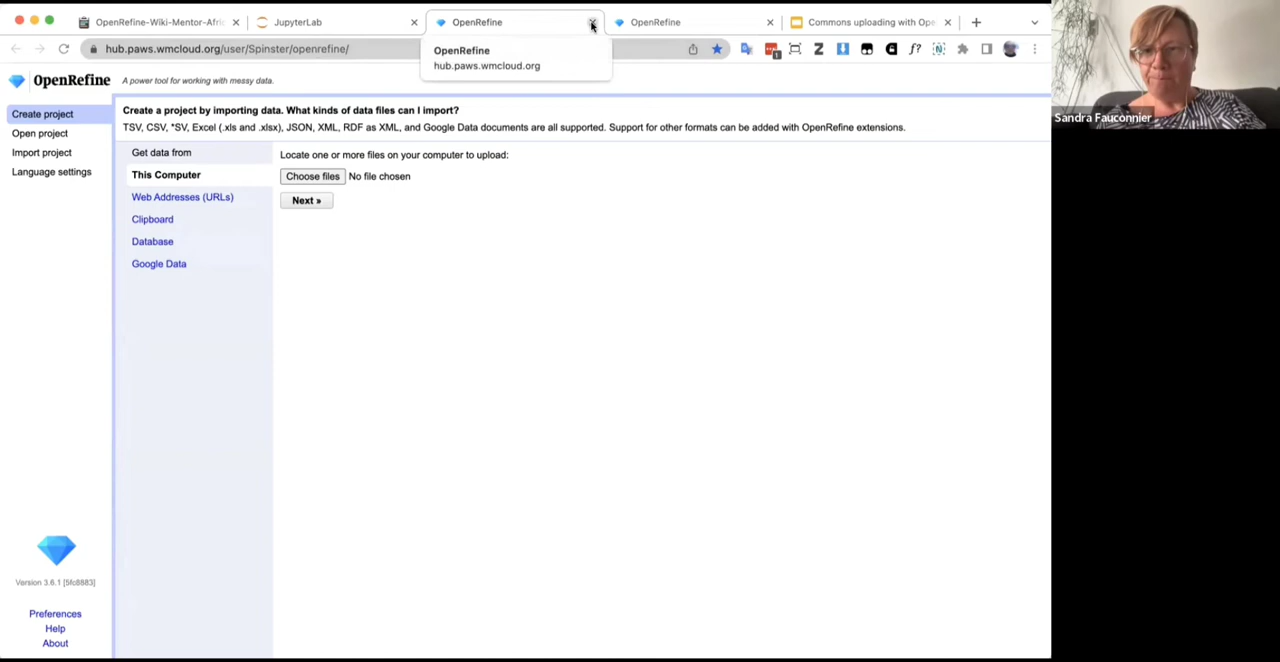 OpenRefine-Wiki-Mentor-Afri
JupyterLab
OpenRefine
OpenRefine
Commons uploading with Ope
hub.paws.wmcloud.org/user/Spinster/openrefine/
OpenRefine
hub.paws.wmcloud.org
OpenRefine A power tool for working with messy data.
Create project
Open project
Import project
Language settings
Create a project by importing data. What kinds of data files can I import?
TSV, CSV, *SV, Excel (.xls and .xlsx), JSON, XML, RDF as XML, and Google Data documents are all supported. Support for other formats can be added with OpenRefine extensions.
Get data from
This Computer
Web Addresses (URLs)
Clipboard
Database
Google Data
Locate one or more files on your computer to upload:
Choose files No file chosen
Next »
Version 3.6.1 [5fc8883]
Preferences
Help
About
Sandra Fauconnier